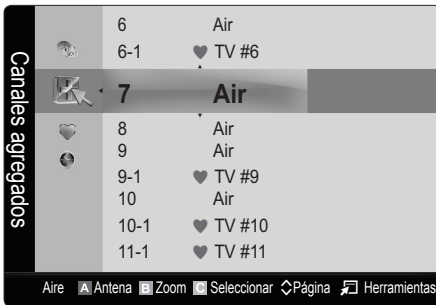 Canales agregados
6 Air
6-1 ♥ TV #6
7 Air
8 Air
9 Air
9-1 ♥ TV #9
10 Air
10-1 ♥ TV #10
11-1 ♥ TV #11
Aire A Antena B Zoom C Seleccionar Página Herramientas